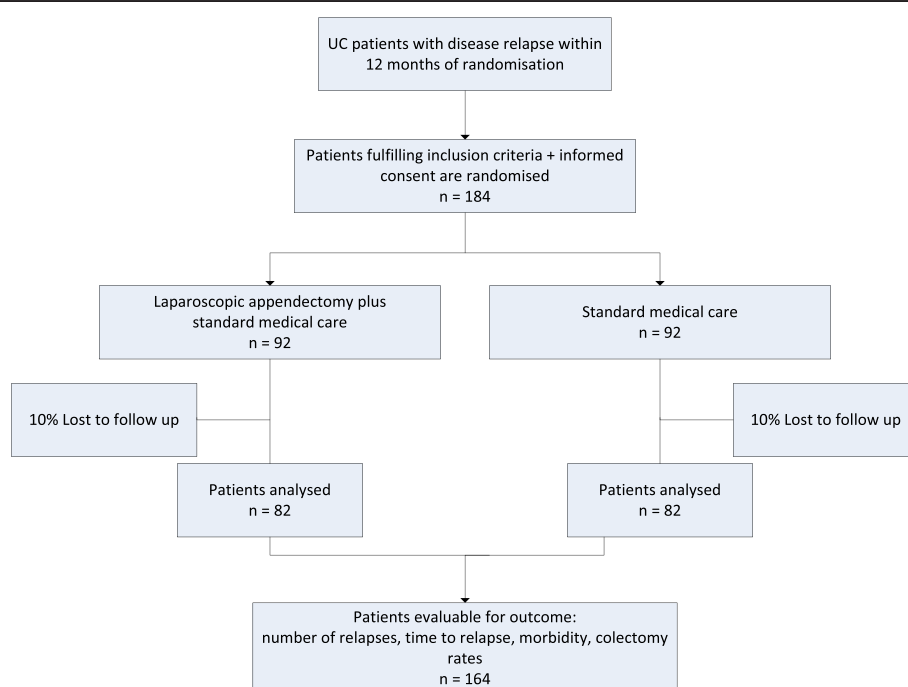 UC patients with disease relapse within
12 months of randomisation
Patients fulfilling inclusion criteria + informed
consent are randomised
n = 184
Laparoscopic appendectomy plus
standard medical care
n = 92
Standard medical care
n = 92
10% Lost to follow up
10% Lost to follow up
Patients analysed
n = 82
Patients analysed
n = 82
Patients evaluable for outcome:
number of relapses, time to relapse, morbidity, colectomy
rates
n = 164